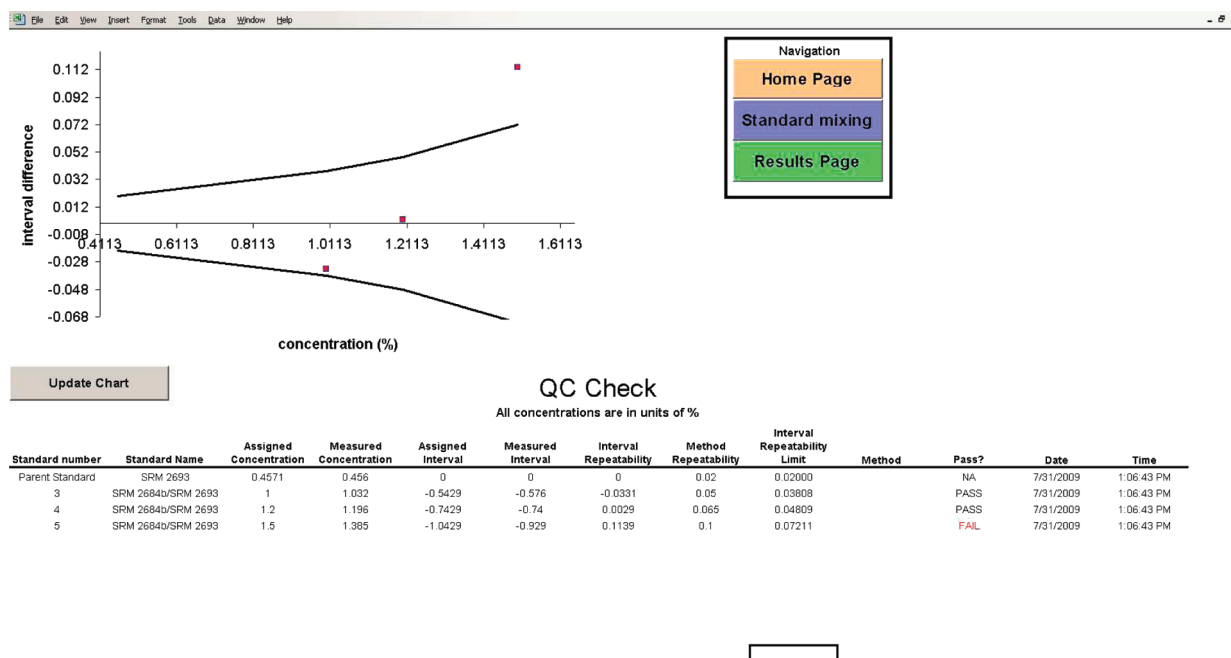 File Edit View Insert Format Tools Data Window Help
0.112
0.092
0.072
0.052
0.032
0.012
-0.008
-0.028
-0.048
-0.068
interval difference
0.4113 0.6113 0.8113 1.0113 1.2113 1.4113 1.6113
concentration (%)
Navigation
Home Page
Standard mixing
Results Page
Update Chart
QC Check
All concentrations are in units of %
Standard number Standard Name Assigned Concentration Measured Concentration Assigned Interval Measured Interval Interval Repeatability Method Repeatability Interval Repeatability Limit Method Pass? Date Time
Parent Standard SRM 2693 0.4571 0.456 0 0 0 0.02 0.02000 NA 7/31/2009 1:06:43 PM
3 SRM 2684b/SRM 2693 1 1.032 -0.5429 -0.576 -0.0331 0.05 0.03808 PASS 7/31/2009 1:06:43 PM
4 SRM 2684b/SRM 2693 1.2 1.196 -0.7429 -0.74 0.0029 0.065 0.04809 PASS 7/31/2009 1:06:43 PM
5 SRM 2684b/SRM 2693 1.5 1.385 -1.0429 -0.929 0.1139 0.1 0.07211 FAIL 7/31/2009 1:06:43 PM